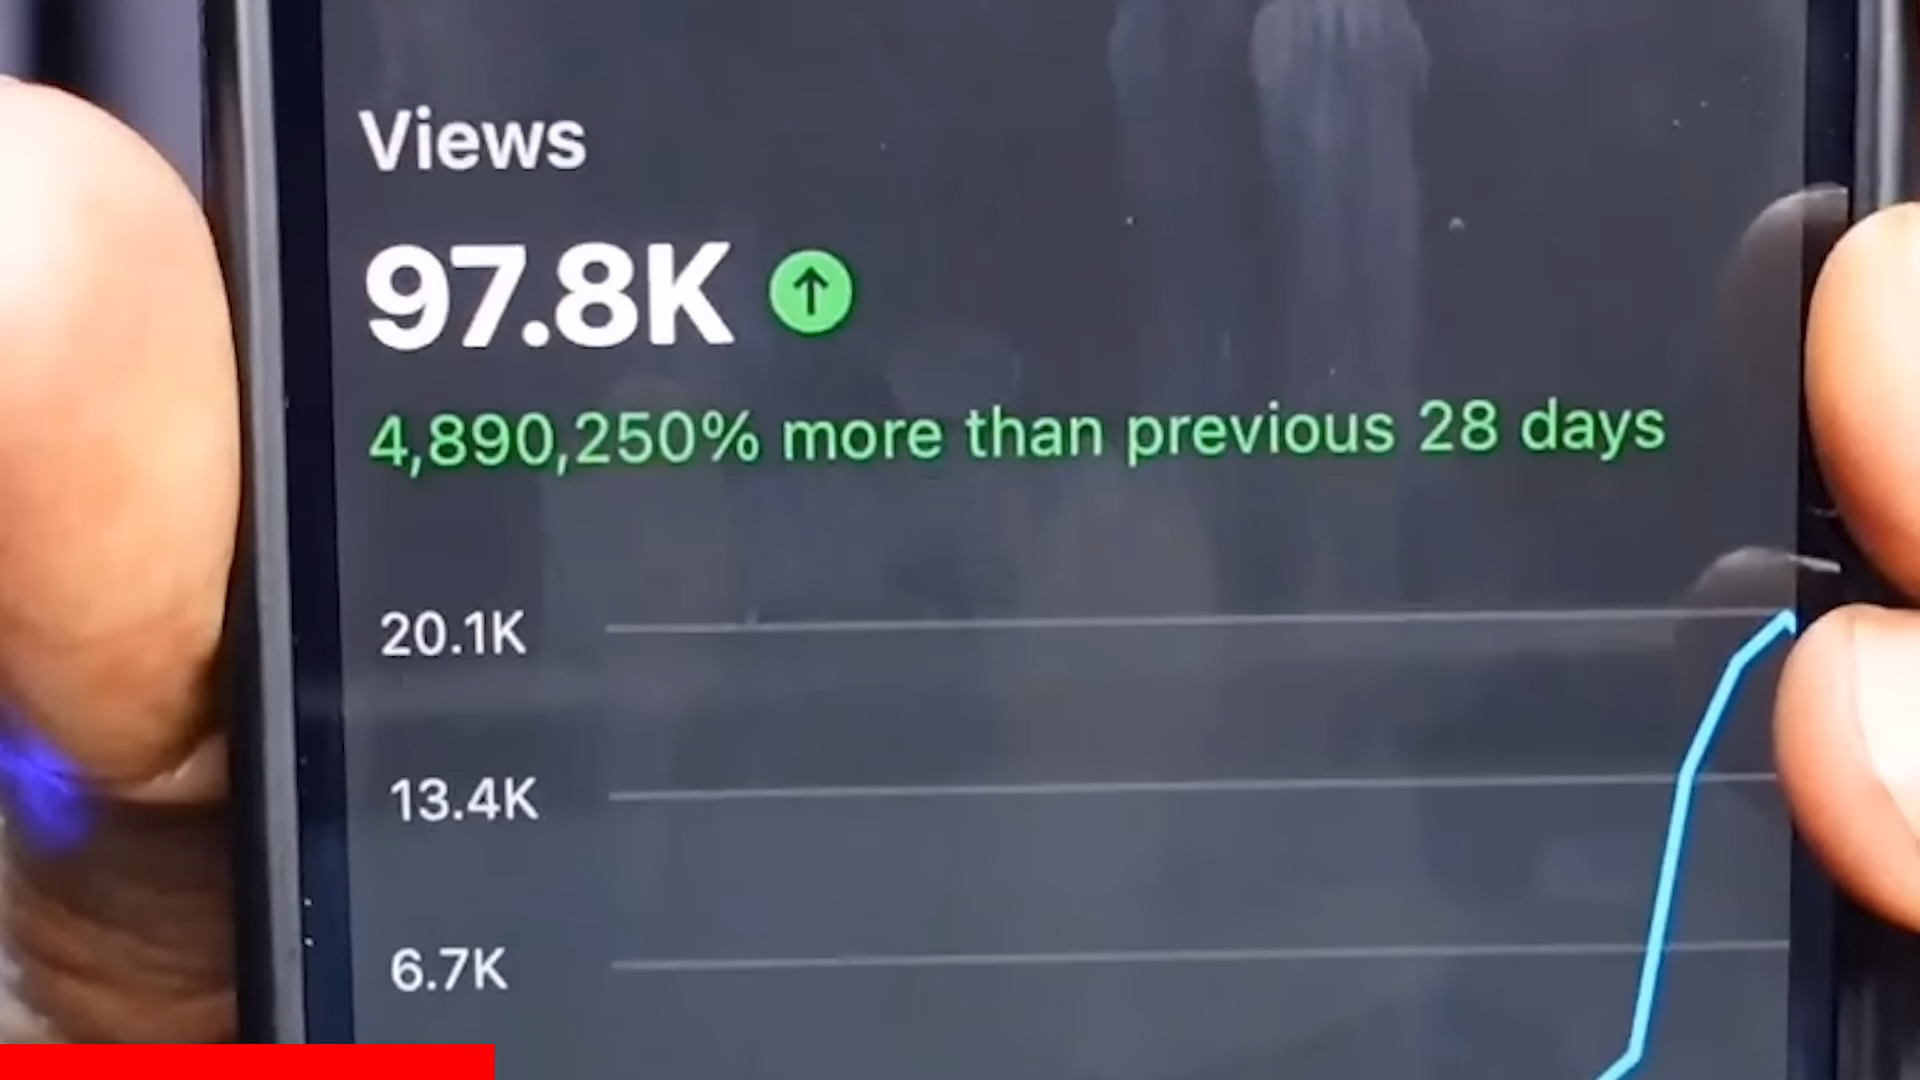 Views
97.8K
4,890,250% more than previous 28 days
20.1K
13.4K
6.7K